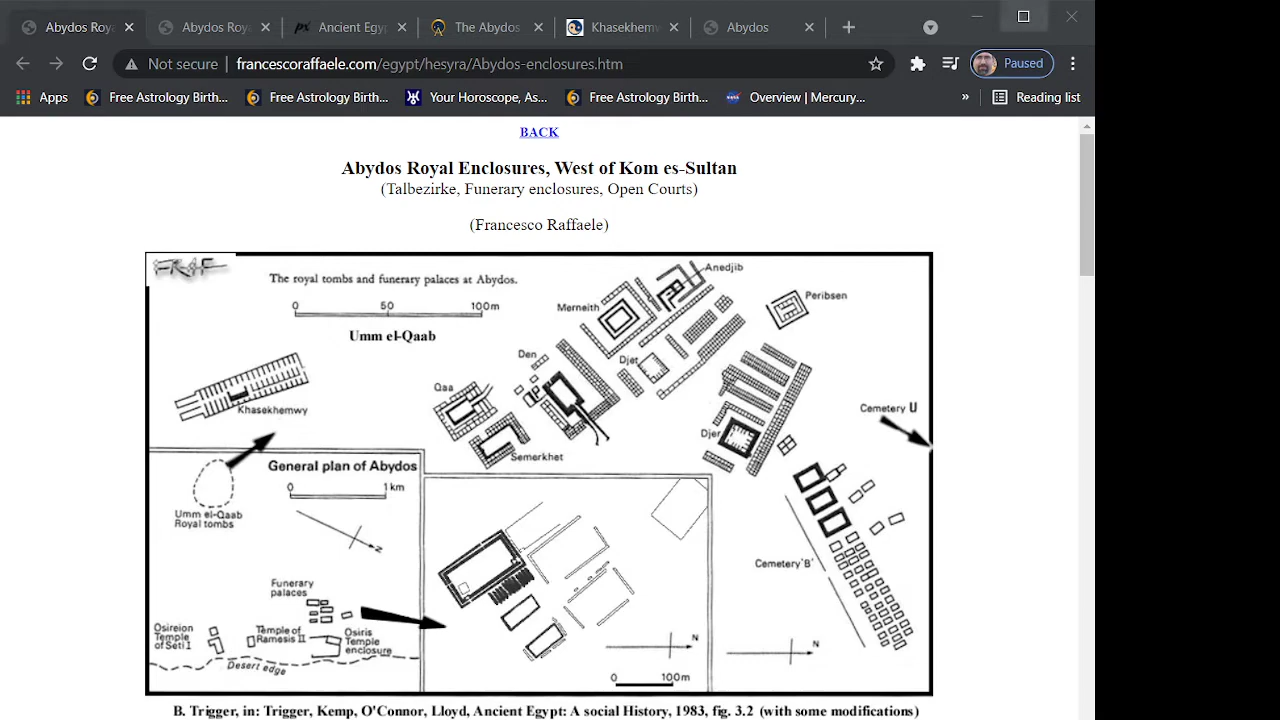 Abydos Roya
Abydos Roya
px Ancient Egy
The Abydos
Khasekhemw
Abydos
Not secure francescoraffaele.com/egypt/hesyra/Abydos-enclosures.htm
Paused
Apps
Free Astrology Birth...
Free Astrology Birth...
Your Horoscope, As...
Free Astrology Birth...
Overview | Mercury...
»
Reading list
BACK
Abydos Royal Enclosures, West of Kom es-Sultan
(Talbezirke, Funerary enclosures, Open Courts)
(Francesco Raffaele)
FRAF
The royal tombs and funerary palaces at Abydos.
0 50 100m
Umm el-Qaab
Anedjib
Merneith
Peribsen
Den
Djet
Qaa
Khasekhemwy
Cemetery U
Djer
Semerkhet
General plan of Abydos
0 1 km
Umm el-Qaab
Royal tombs
N
Cemetery 'B'
Funerary
palaces
Osireion
Temple
of Seti I
Temple of
Ramesis II
Osiris
Temple
enclosure
Desert edge
N
N
0 100m
B. Trigger, in: Trigger, Kemp, O'Connor, Lloyd, Ancient Egypt: A social History, 1983, fig. 3.2 (with some modifications)